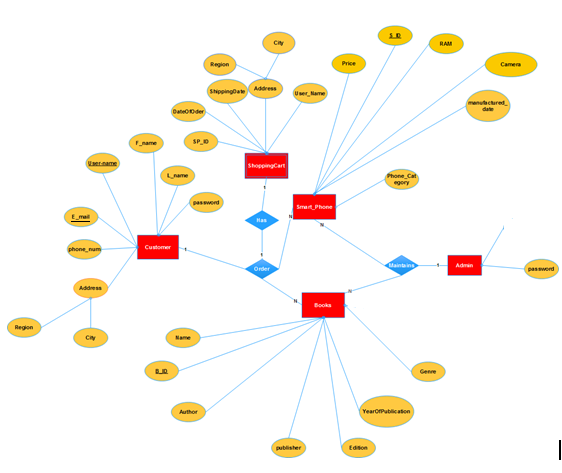 City
S_ID
RAM
Region
Price
Camera
Address
ShippingDate
User_Name
manufactured_
date
DateOfOder
SP_ID
F_name
ShoppingCart
User-name
L_name
Phone_Cat
egory
1
Has
password
Smart_Phone
N
E_mail
N
phone_num
Customer
1
1
Order
Maintains
1
Admin
password
Address
N
N
Books
Region
City
Name
B_ID
Genre
Author
YearOfPublication
publisher
Edition